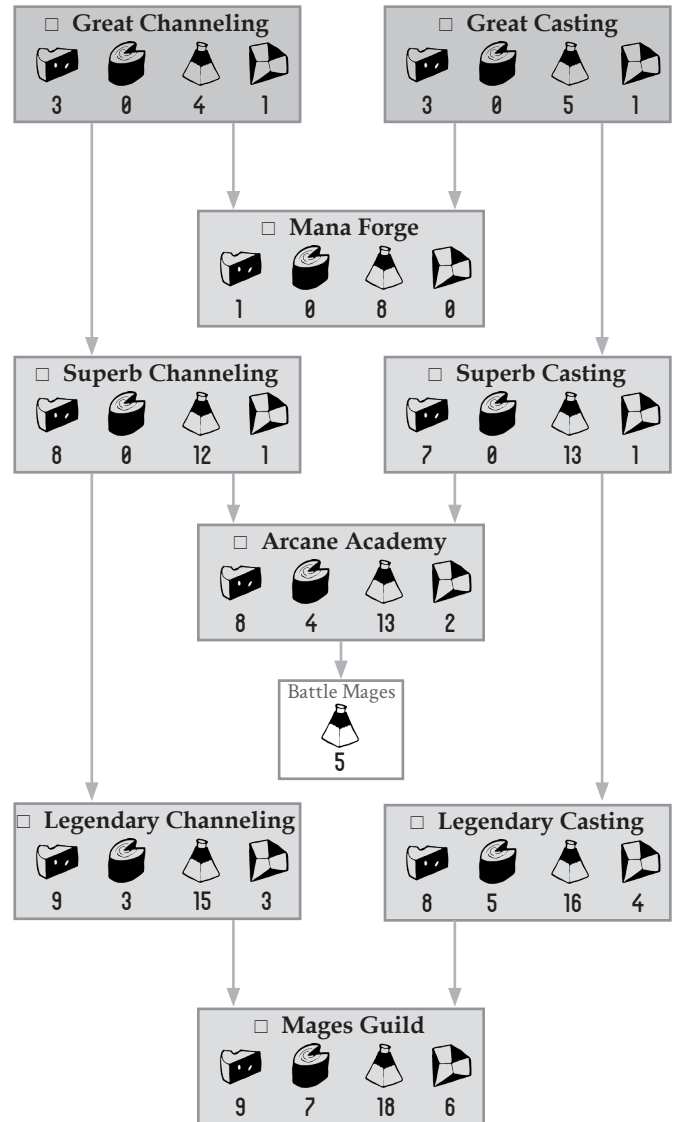 □ Great Channeling
3 0 4 1
□ Great Casting
3 0 5 1
□ Mana Forge
1 0 8 0
□ Superb Channeling
8 0 12 1
□ Superb Casting
7 0 13 1
□ Arcane Academy
8 4 13 2
Battle Mages
5
□ Legendary Channeling
9 3 15 3
□ Legendary Casting
8 5 16 4
□ Mages Guild
9 7 18 6